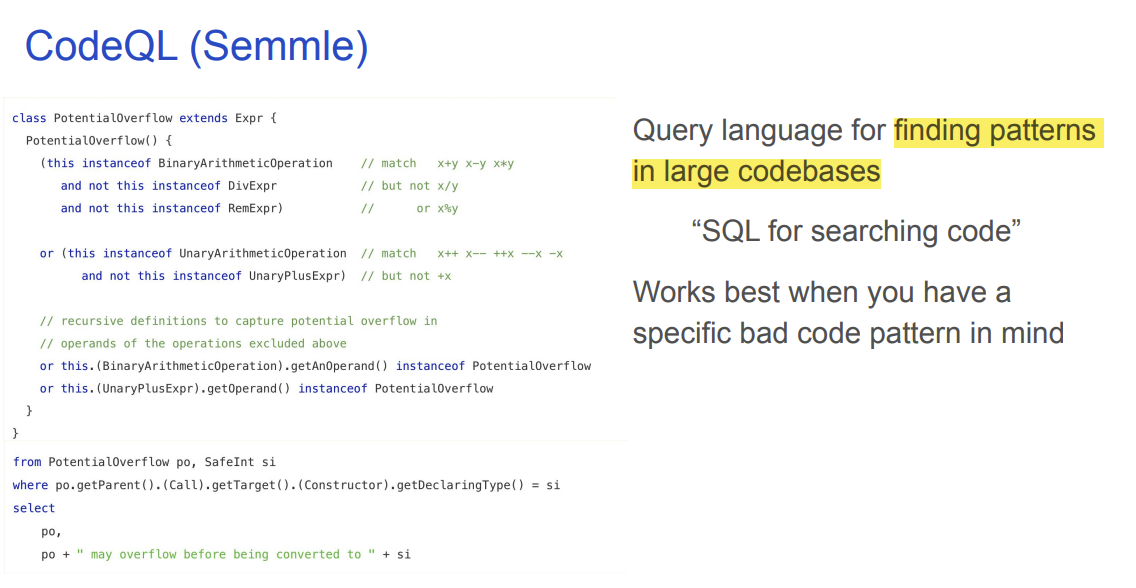 CodeQL (Semmle)
class PotentialOverflow extends Expr {
  PotentialOverflow() {
    (this instanceof BinaryArithmeticOperation    // match   x+y x-y x*y
       and not this instanceof DivExpr            // but not x/y
       and not this instanceof RemExpr)           //      or x%y
    or (this instanceof UnaryArithmeticOperation  // match   x++ x-- ++x --x -x
          and not this instanceof UnaryPlusExpr)  // but not +x
    // recursive definitions to capture potential overflow in
    // operands of the operations excluded above
    or this.(BinaryArithmeticOperation).getAnOperand() instanceof PotentialOverflow
    or this.(UnaryPlusExpr).getOperand() instanceof PotentialOverflow
  }
}
from PotentialOverflow po, SafeInt si
where po.getParent().(Call).getTarget().(Constructor).getDeclaringType() = si
select
    po,
    po + " may overflow before being converted to " + si
Query language for finding patterns
in large codebases
“SQL for searching code”
Works best when you have a
specific bad code pattern in mind